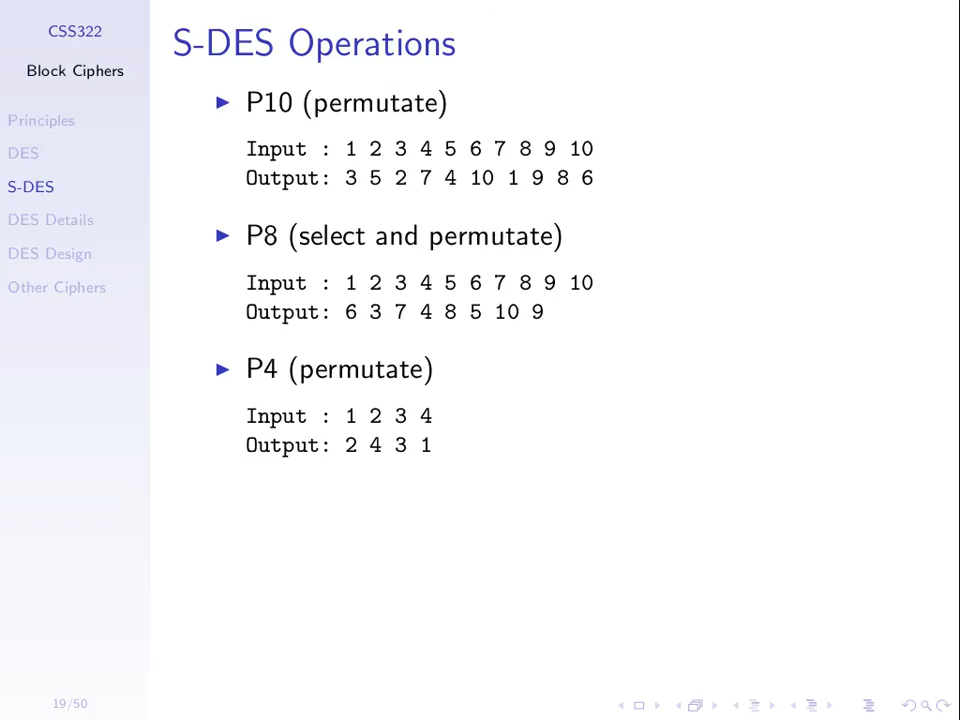 CSS322
Block Ciphers
Principles
DES
S-DES
DES Details
DES Design
Other Ciphers
19/50
S-DES Operations
P10 (permutate)
Input : 1 2 3 4 5 6 7 8 9 10
Output: 3 5 2 7 4 10 1 9 8 6
P8 (select and permutate)
Input : 1 2 3 4 5 6 7 8 9 10
Output: 6 3 7 4 8 5 10 9
P4 (permutate)
Input : 1 2 3 4
Output: 2 4 3 1